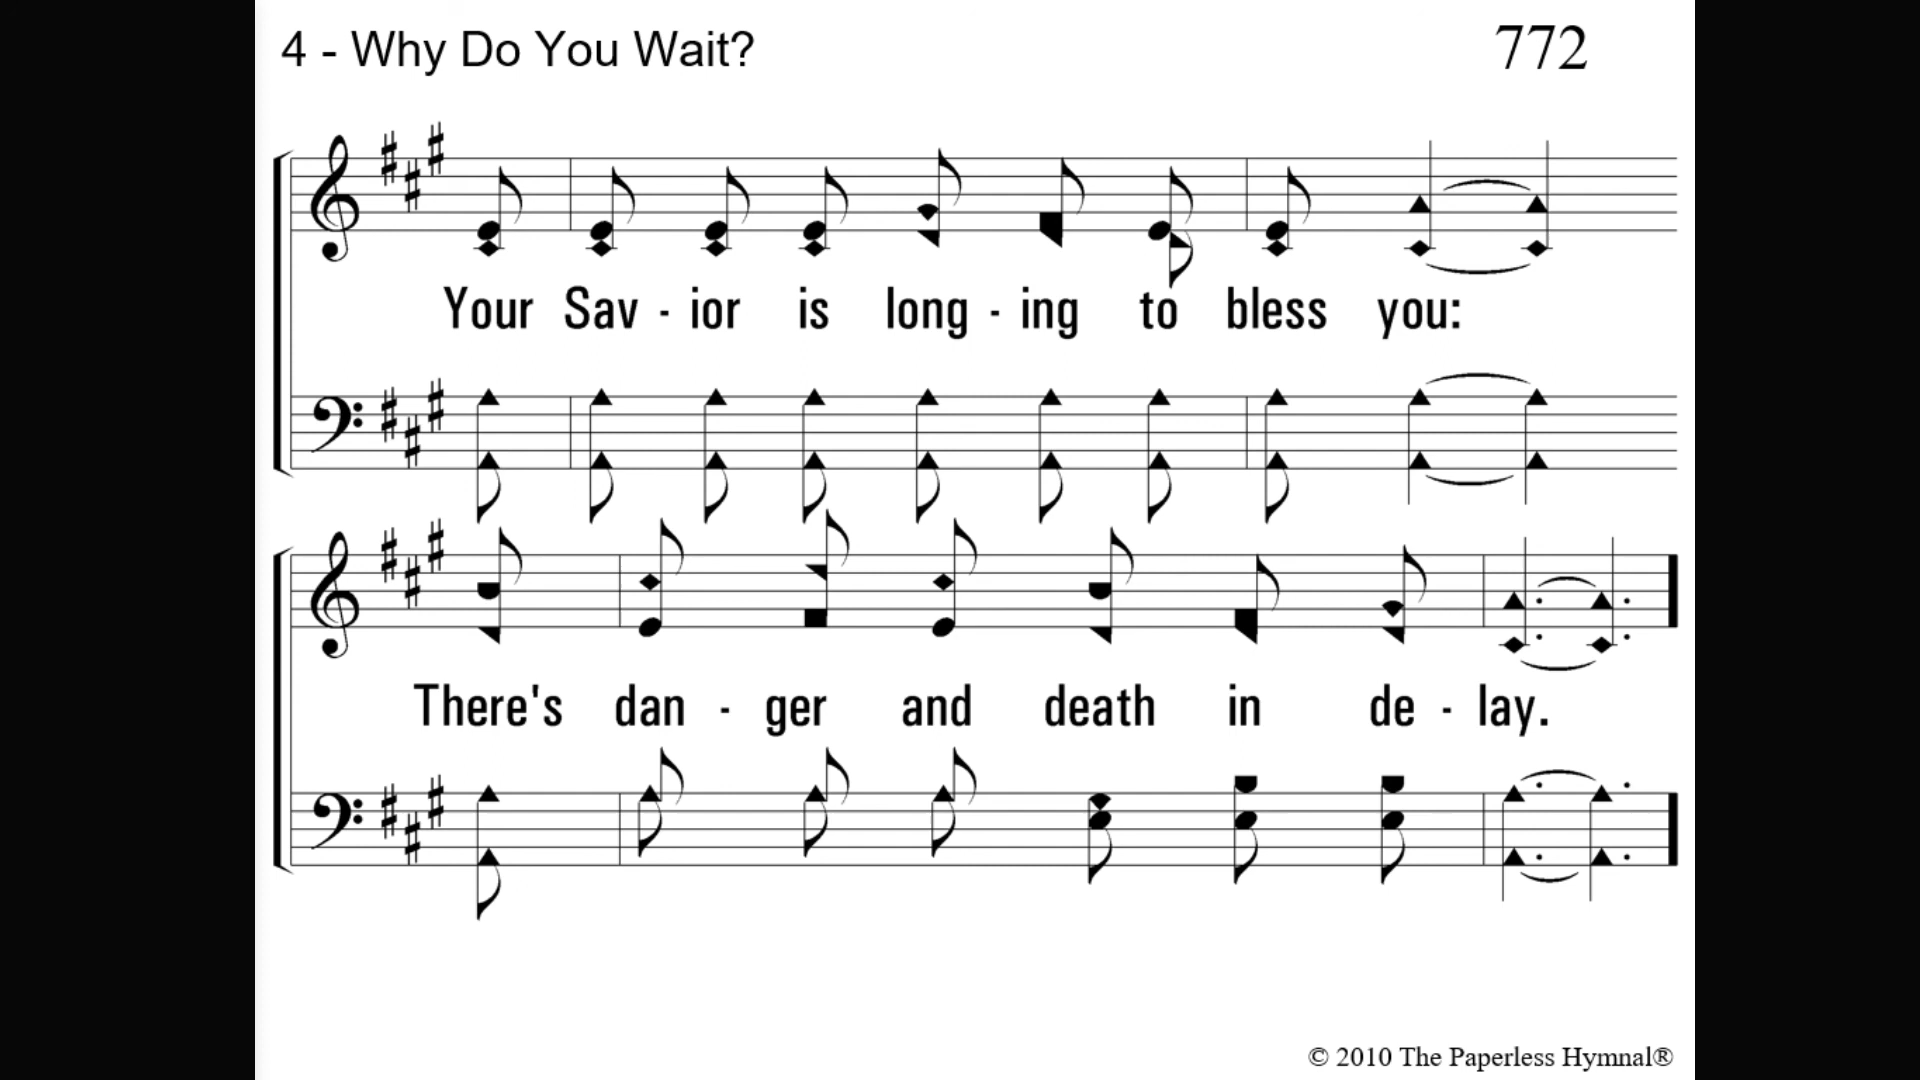 4 - Why Do You Wait?
772
Your Sav - ior is long - ing to bless you:
There's dan - ger and death in de - lay.
© 2010 The Paperless Hymnal®